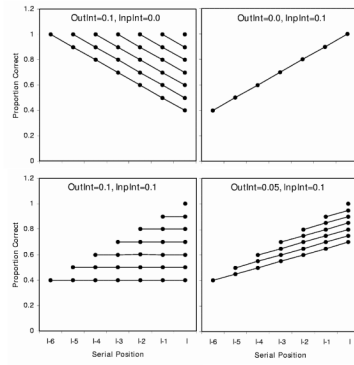 OutInt=0.1, InpInt=0.0
OutInt=0.0, InpInt=0.1
Proportion Correct
1.2
1
0.8
0.6
0.4
0.2
0
OutInt=0.1, InpInt=0.1
OutInt=0.05, InpInt=0.1
Proportion Correct
1.2
1
0.8
0.6
0.4
0.2
0
I-6 I-5 I-4 I-3 I-2 I-1 I
I-6 I-5 I-4 I-3 I-2 I-1 I
Serial Position
Serial Position